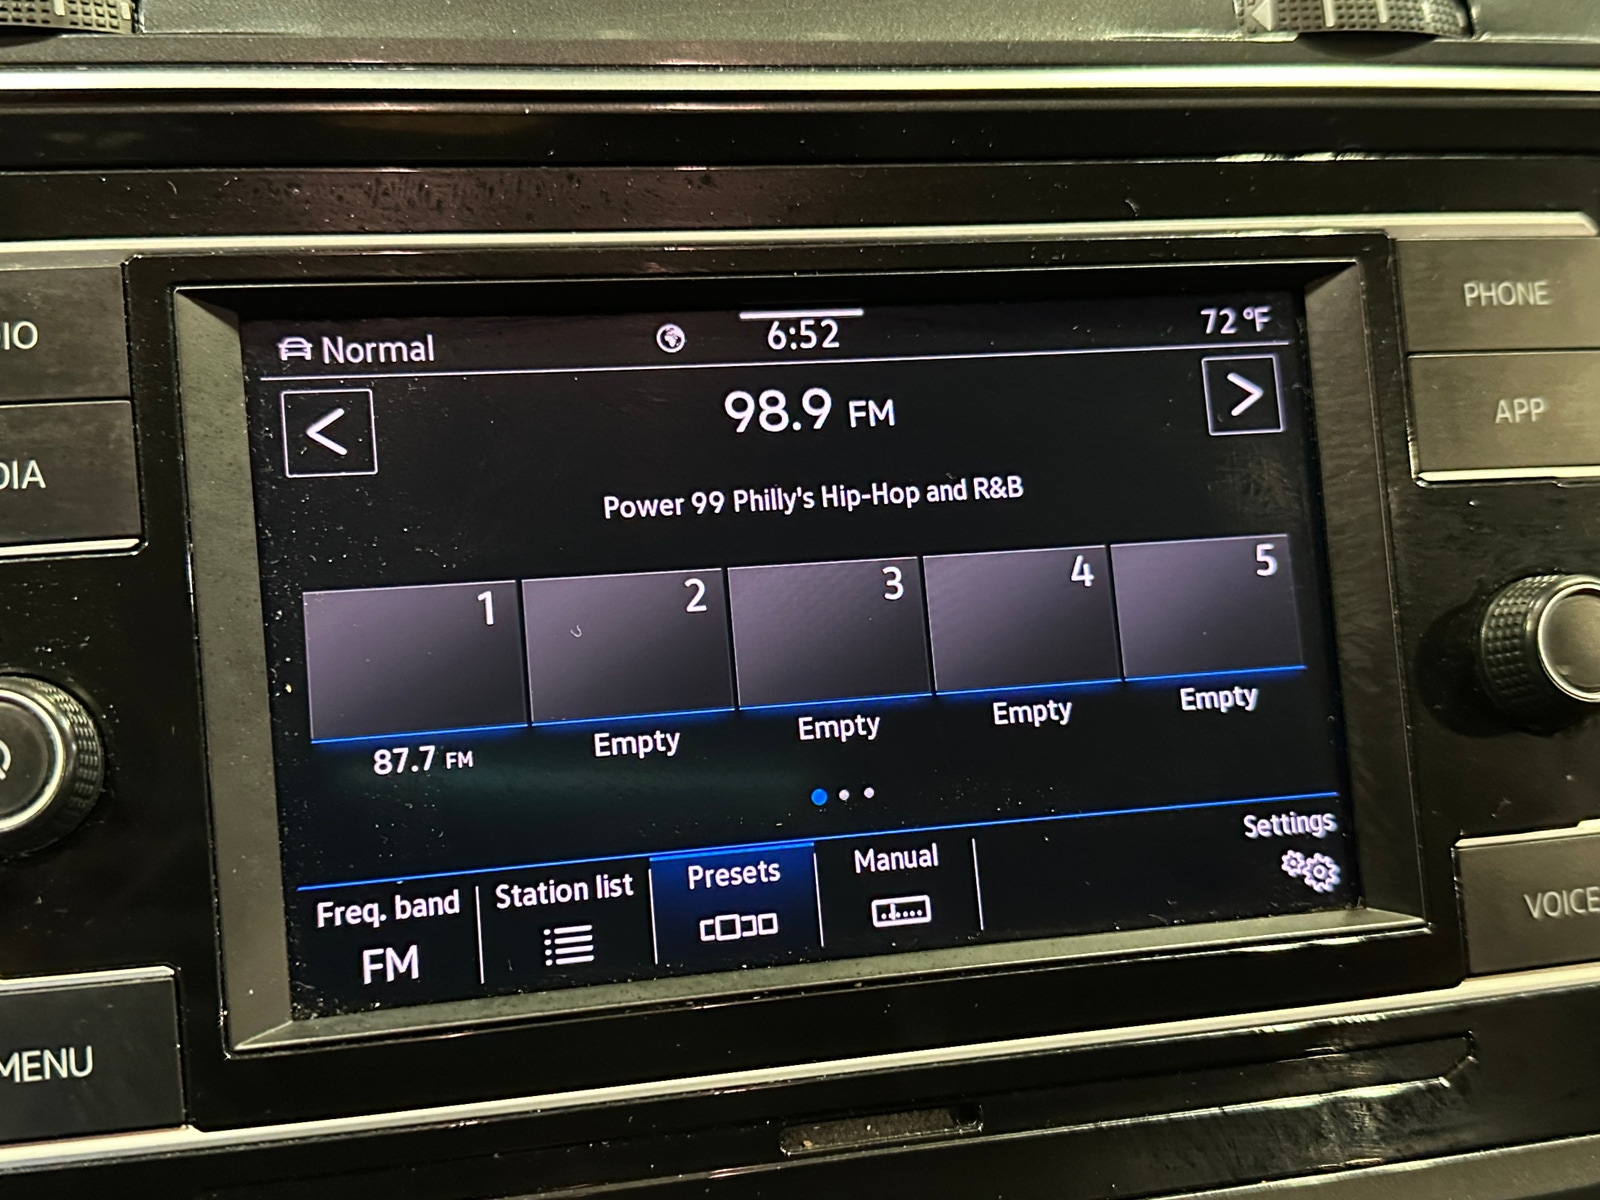 Normal
6:52
72 °F
98.9 FM
Power 99 Philly's Hip-Hop and R&B
1
2
3
4
5
87.7 FM
Empty
Empty
Empty
Empty
Freq. band
FM
Station list
Presets
Manual
Settings
IO
DIA
MENU
PHONE
APP
VOICE